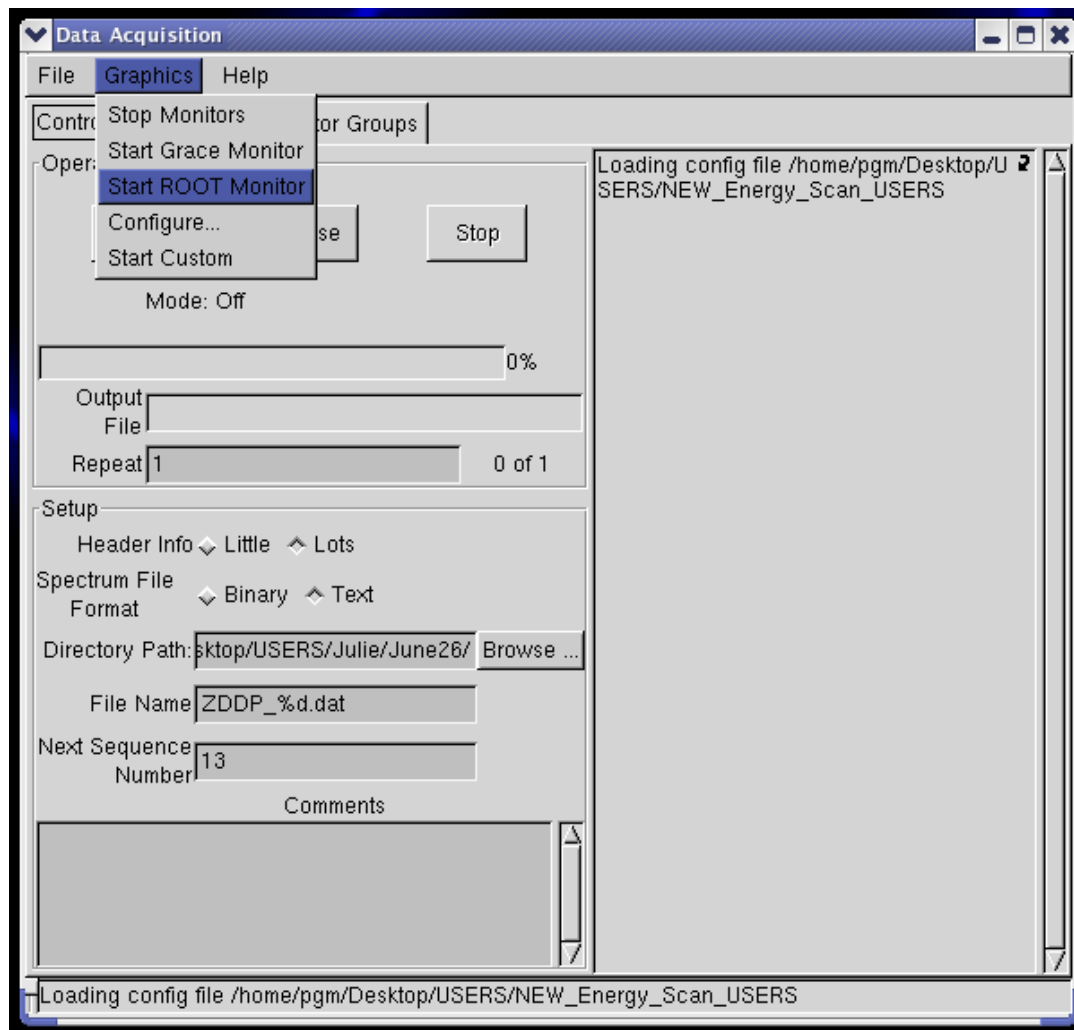 Data Acquisition
File Graphics Help
Stop Monitors
Start Grace Monitor
Start ROOT Monitor
Configure...
Start Custom
Contro
tor Groups
Opera
se
Stop
Mode: Off
0%
Output
File
Repeat 1 0 of 1
Setup
Header Info Little Lots
Spectrum File
Format
Binary Text
Directory Path: sktop/USERS/Julie/June26/ Browse ...
File Name ZDDP_%d.dat
Next Sequence
Number
13
Comments
Loading config file /home/pgm/Desktop/U
SERS/NEW_Energy_Scan_USERS
Loading config file /home/pgm/Desktop/USERS/NEW_Energy_Scan_USERS